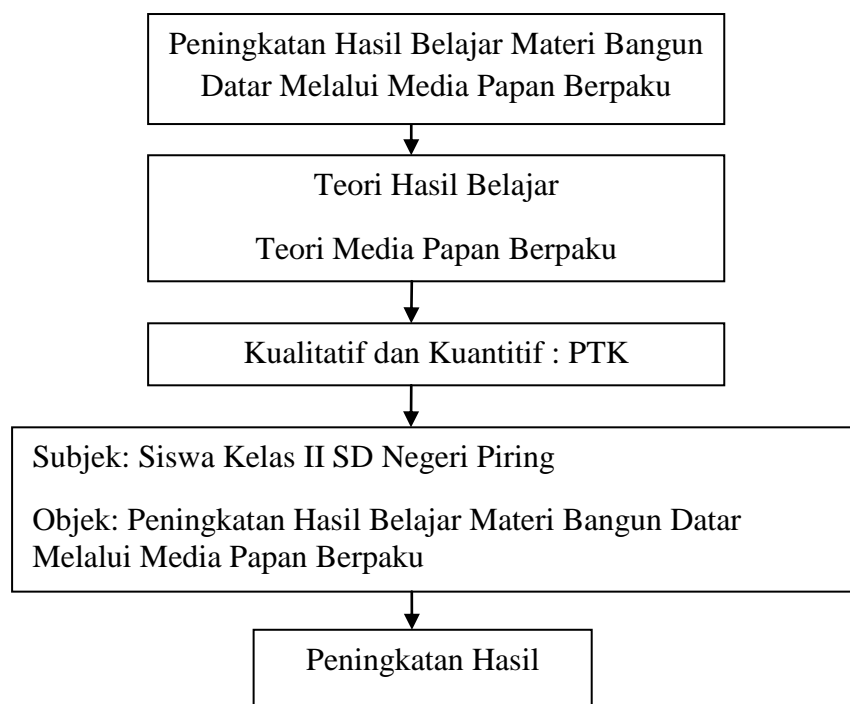 Peningkatan Hasil Belajar Materi Bangun
Datar Melalui Media Papan Berpaku
Teori Hasil Belajar
Teori Media Papan Berpaku
Kualitatif dan Kuantitif : PTK
Subjek: Siswa Kelas II SD Negeri Piring
Objek: Peningkatan Hasil Belajar Materi Bangun Datar
Melalui Media Papan Berpaku
Peningkatan Hasil